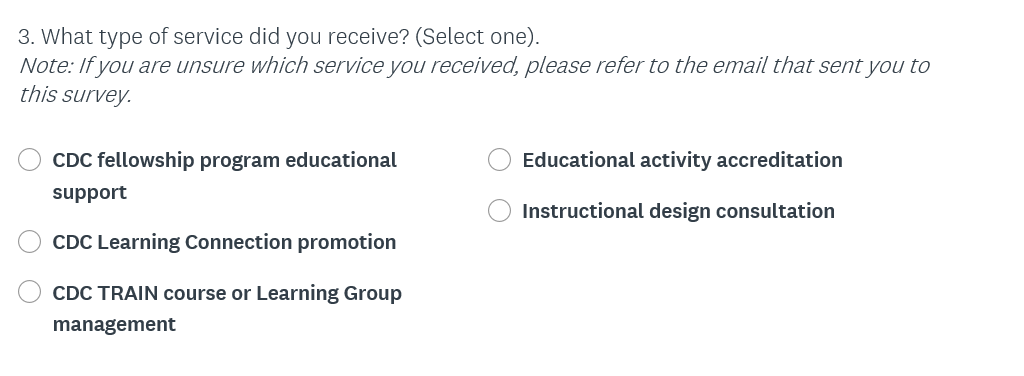 3. What type of service did you receive? (Select one).
Note: If you are unsure which service you received, please refer to the email that sent you to
this survey.
CDC fellowship program educational
support
CDC Learning Connection promotion
CDC TRAIN course or Learning Group
management
Educational activity accreditation
Instructional design consultation